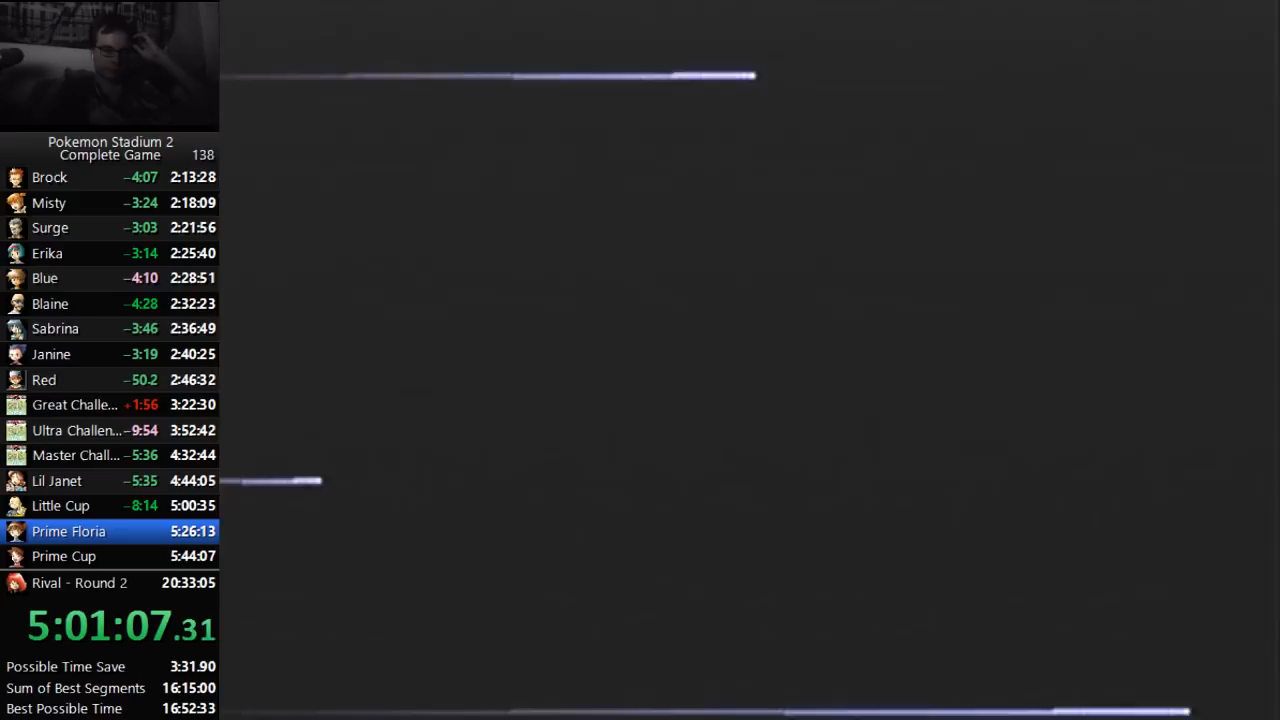 Pokemon Stadium 2
Complete Game 138
Brock −4:07 2:13:28
Misty −3:24 2:18:09
Surge −3:03 2:21:56
Erika −3:14 2:25:40
Blue −4:10 2:28:51
Blaine −4:28 2:32:23
Sabrina −3:46 2:36:49
Janine −3:19 2:40:25
Red −50.2 2:46:32
Great Challe... +1:56 3:22:30
Ultra Challen... −9:54 3:52:42
Master Chall... −5:36 4:32:44
Lil Janet −5:35 4:44:05
Little Cup −8:14 5:00:35
Prime Floria 5:26:13
Prime Cup 5:44:07
Rival - Round 2 20:33:05
5:01:07.31
Possible Time Save 3:31.90
Sum of Best Segments 16:15:00
Best Possible Time 16:52:33